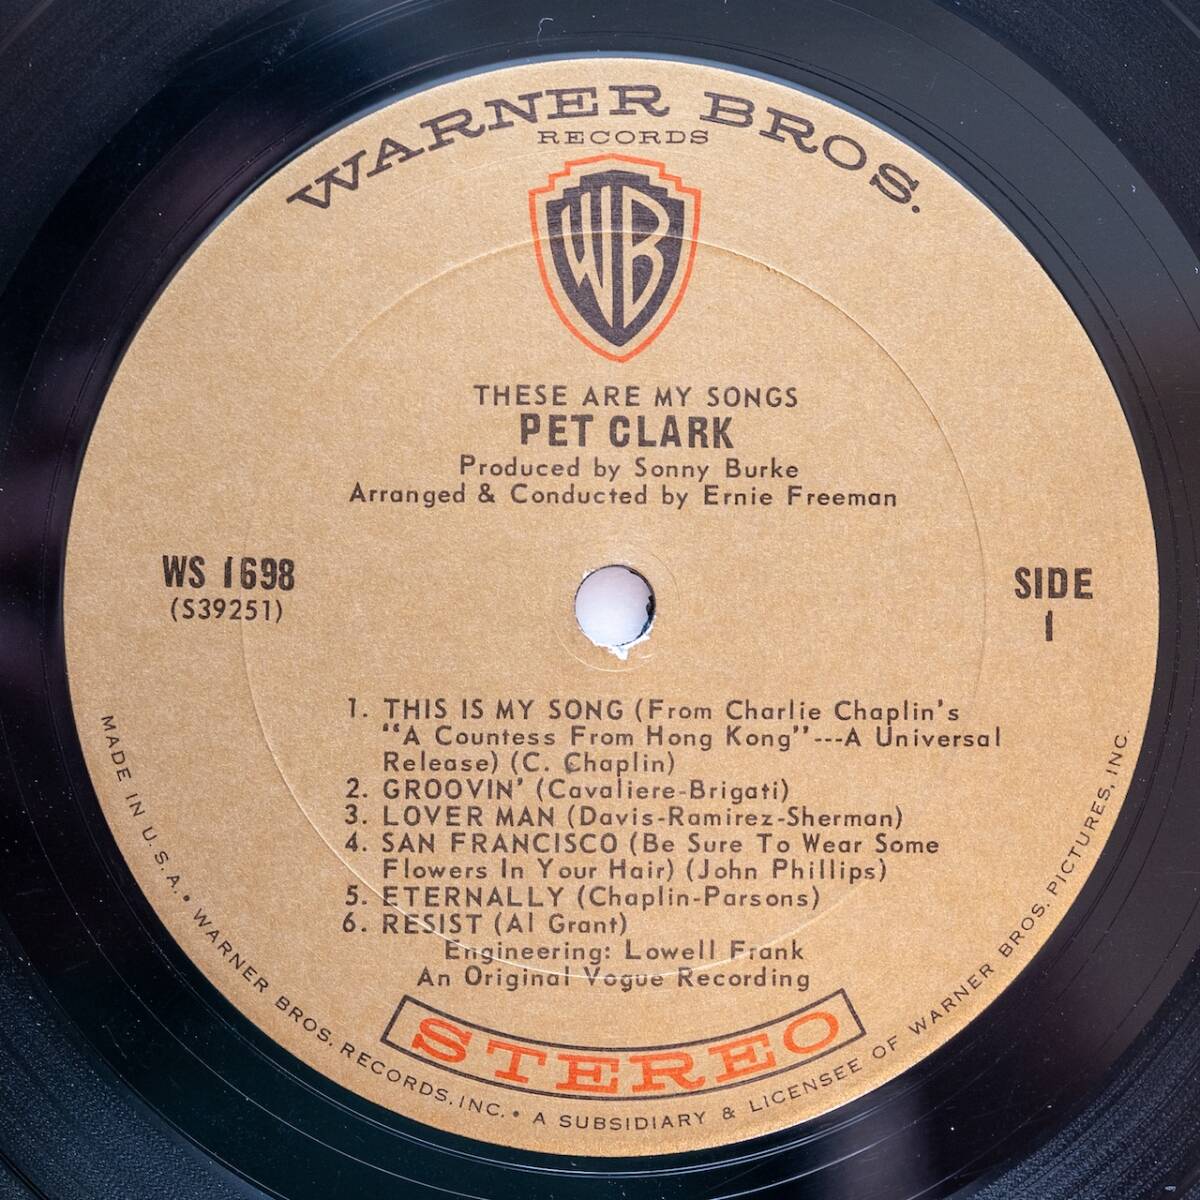 WARNER BROS.
RECORDS
WB
THESE ARE MY SONGS
PET CLARK
Produced by Sonny Burke
Arranged & Conducted by Ernie Freeman
WS 1698
(S39251)
SIDE
1
1. THIS IS MY SONG (From Charlie Chaplin's
"A Countess From Hong Kong"---A Universal
Release) (C. Chaplin)
2. GROOVIN' (Cavaliere-Brigati)
3. LOVER MAN (Davis-Ramirez-Sherman)
4. SAN FRANCISCO (Be Sure To Wear Some
Flowers In Your Hair) (John Phillips)
5. ETERNALLY (Chaplin-Parsons)
6. RESIST (Al Grant)
Engineering: Lowell Frank
An Original Vogue Recording
STEREO
MADE IN U.S.A. • WARNER BROS. RECORDS, INC. • A SUBSIDIARY & LICENSEE OF WARNER BROS. PICTURES, INC.